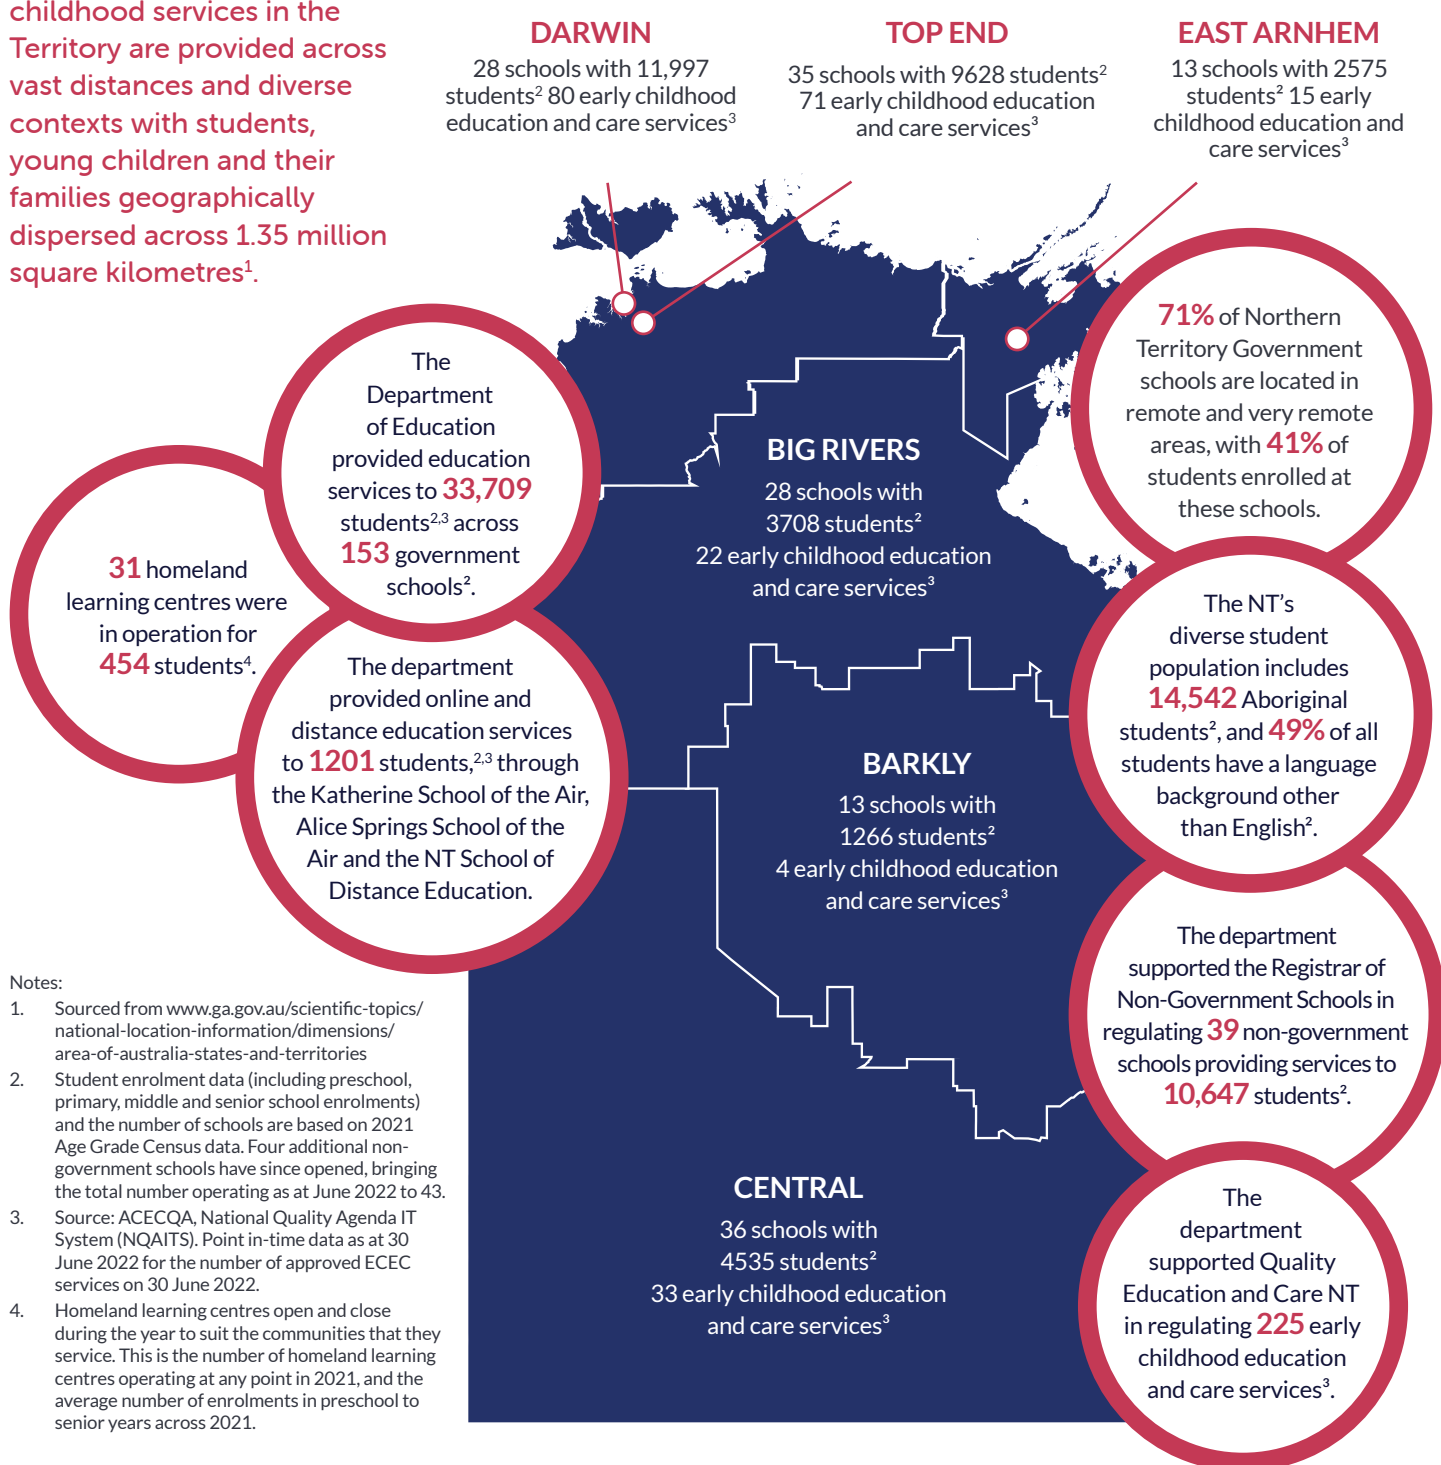 childhood services in the
Territory are provided across
vast distances and diverse
contexts with students,
young children and their
families geographically
dispersed across 1.35 million
square kilometres¹.
DARWIN
28 schools with 11,997
students² 80 early childhood
education and care services³
TOP END
35 schools with 9628 students²
71 early childhood education
and care services³
EAST ARNHEM
13 schools with 2575
students² 15 early
childhood education and
care services³
71% of Northern
Territory Government
schools are located in
remote and very remote
areas, with 41% of
students enrolled at
these schools.
The
Department
of Education
provided education
services to 33,709
students²,³ across
153 government
schools².
BIG RIVERS
28 schools with
3708 students²
22 early childhood education
and care services³
31 homeland
learning centres were
in operation for
454 students⁴.
The NT's
diverse student
population includes
14,542 Aboriginal
students², and 49% of all
students have a language
background other
than English².
The department
provided online and
distance education services
to 1201 students,²,³ through
the Katherine School of the Air,
Alice Springs School of the
Air and the NT School of
Distance Education.
BARKLY
13 schools with
1266 students²
4 early childhood education
and care services³
The department
supported the Registrar of
Non-Government Schools in
regulating 39 non-government
schools providing services to
10,647 students².
CENTRAL
36 schools with
4535 students²
33 early childhood education
and care services³
The
department
supported Quality
Education and Care NT
in regulating 225 early
childhood education
and care services³.
Notes:
1. Sourced from www.ga.gov.au/scientific-topics/
national-location-information/dimensions/
area-of-australia-states-and-territories
2. Student enrolment data (including preschool,
primary, middle and senior school enrolments)
and the number of schools are based on 2021
Age Grade Census data. Four additional non-
government schools have since opened, bringing
the total number operating as at June 2022 to 43.
3. Source: ACECQA, National Quality Agenda IT
System (NQAITS). Point in-time data as at 30
June 2022 for the number of approved ECEC
services on 30 June 2022.
4. Homeland learning centres open and close
during the year to suit the communities that they
service. This is the number of homeland learning
centres operating at any point in 2021, and the
average number of enrolments in preschool to
senior years across 2021.